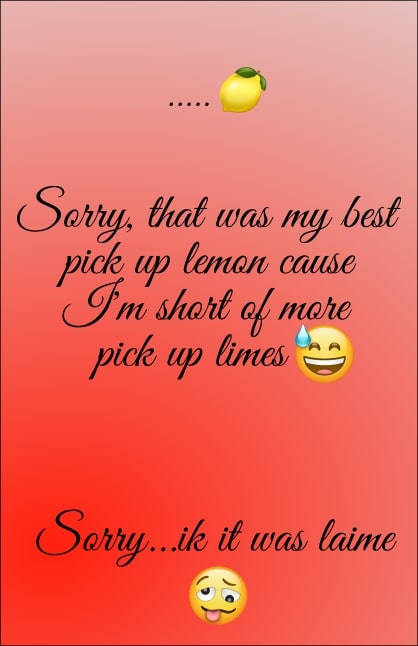 ..... 🍋
Sorry, that was my best
pick up lemon cause
I'm short of more
pick up limes😅
Sorry...ik it was laime
🥴